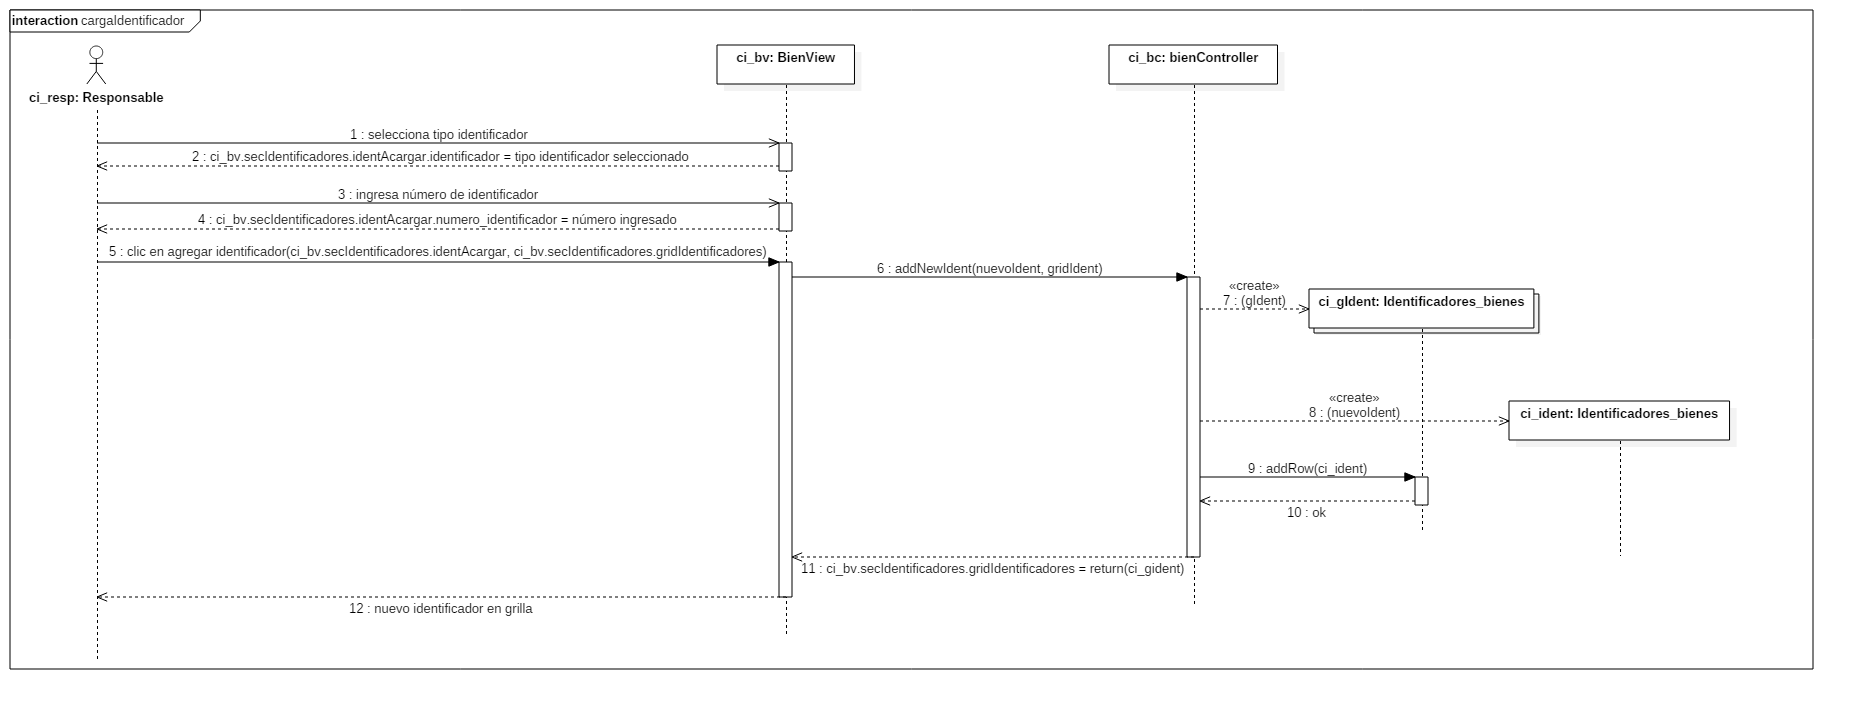 interaction cargaIdentificador
ci_resp: Responsable
ci_bv: BienView
ci_bc: bienController
1 : selecciona tipo identificador
2 : ci_bv.secIdentificadores.identAcargar.identificador = tipo identificador seleccionado
3 : ingresa número de identificador
4 : ci_bv.secIdentificadores.identAcargar.numero_identificador = número ingresado
5 : clic en agregar identificador(ci_bv.secIdentificadores.identAcargar, ci_bv.secIdentificadores.gridIdentificadores)
6 : addNewIdent(nuevoIdent, gridIdent)
«create»
7 : (gIdent)
ci_gIdent: Identificadores_bienes
«create»
8 : (nuevoIdent)
ci_ident: Identificadores_bienes
9 : addRow(ci_ident)
10 : ok
11 : ci_bv.secIdentificadores.gridIdentificadores = return(ci_gident)
12 : nuevo identificador en grilla